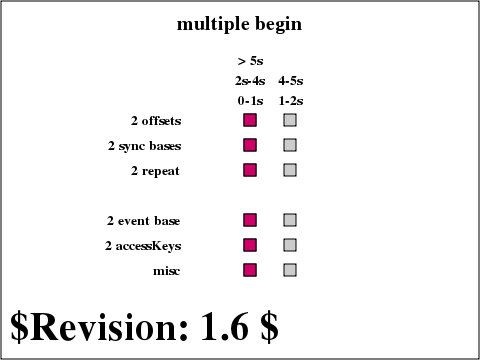 multiple begin
> 5s
2s-4s 4-5s
0-1s 1-2s
2 offsets
2 sync bases
2 repeat
2 event base
2 accessKeys
misc
$Revision: 1.6 $